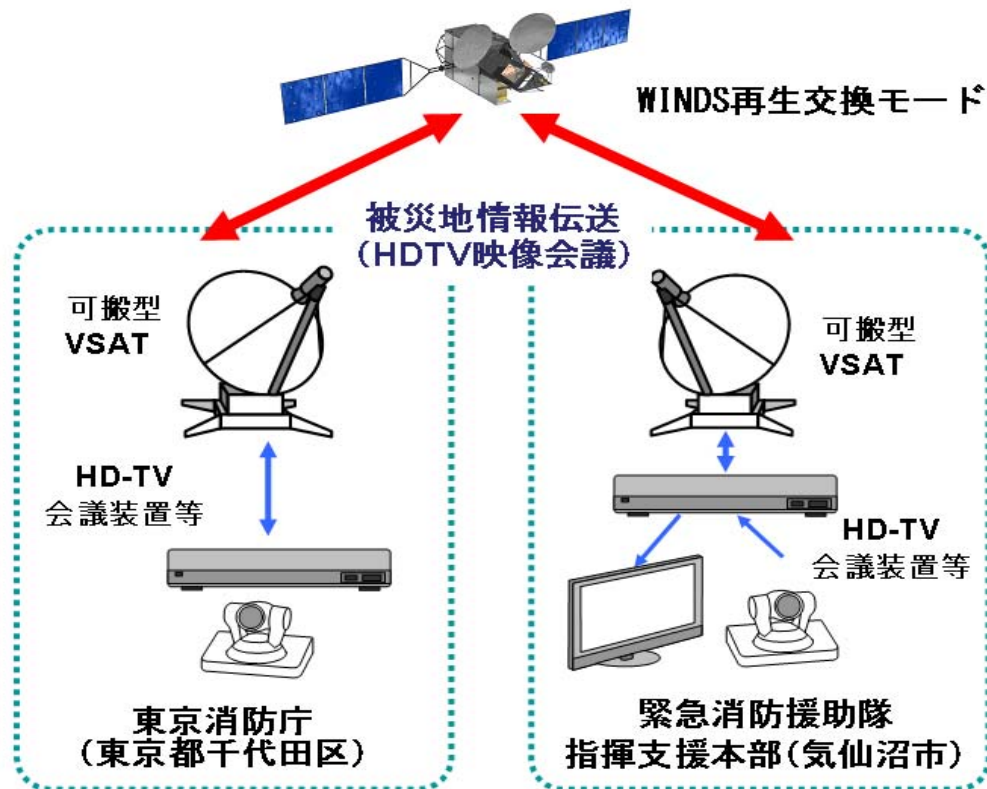 WINDS再生交換モード
被災地情報伝送
(HDTV映像会議)
可搬型
VSAT
HD-TV
会議装置等
東京消防庁
(東京都千代田区)
可搬型
VSAT
HD-TV
会議装置等
緊急消防援助隊
指揮支援本部(気仙沼市)